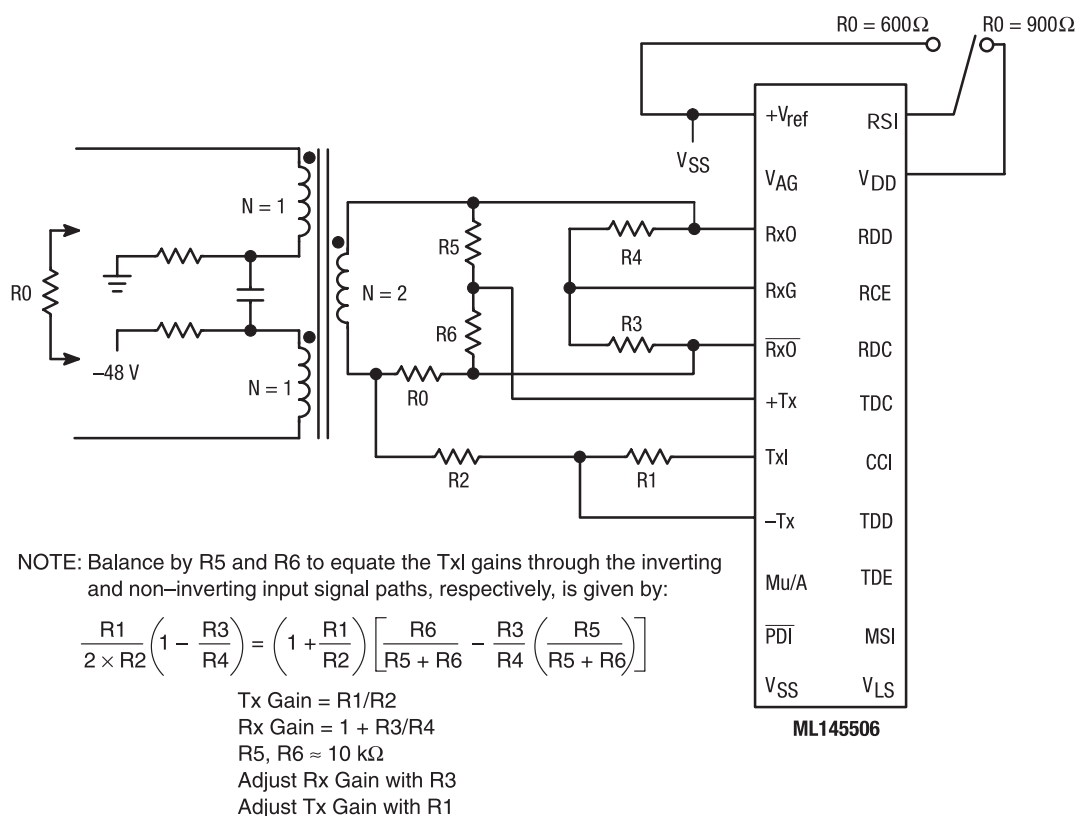 R0 = 600Ω
R0 = 900Ω
+Vref
RSI
VSS
VAG
VDD
N = 1
R5
R4
RxO
RDD
R0
N = 2
RxG
RCE
R6
R3
RxO
RDC
–48 V
N = 1
R0
+Tx
TDC
R2
R1
TxI
CCI
–Tx
TDD
Mu/A
TDE
PDI
MSI
VSS
VLS
ML145506
NOTE: Balance by R5 and R6 to equate the TxI gains through the inverting
and non–inverting input signal paths, respectively, is given by:
R1 / (2 × R2) (1 – R3/R4) = (1 + R1/R2) [R6 / (R5 + R6) – R3/R4 (R5 / (R5 + R6))]
Tx Gain = R1/R2
Rx Gain = 1 + R3/R4
R5, R6 ≈ 10 kΩ
Adjust Rx Gain with R3
Adjust Tx Gain with R1